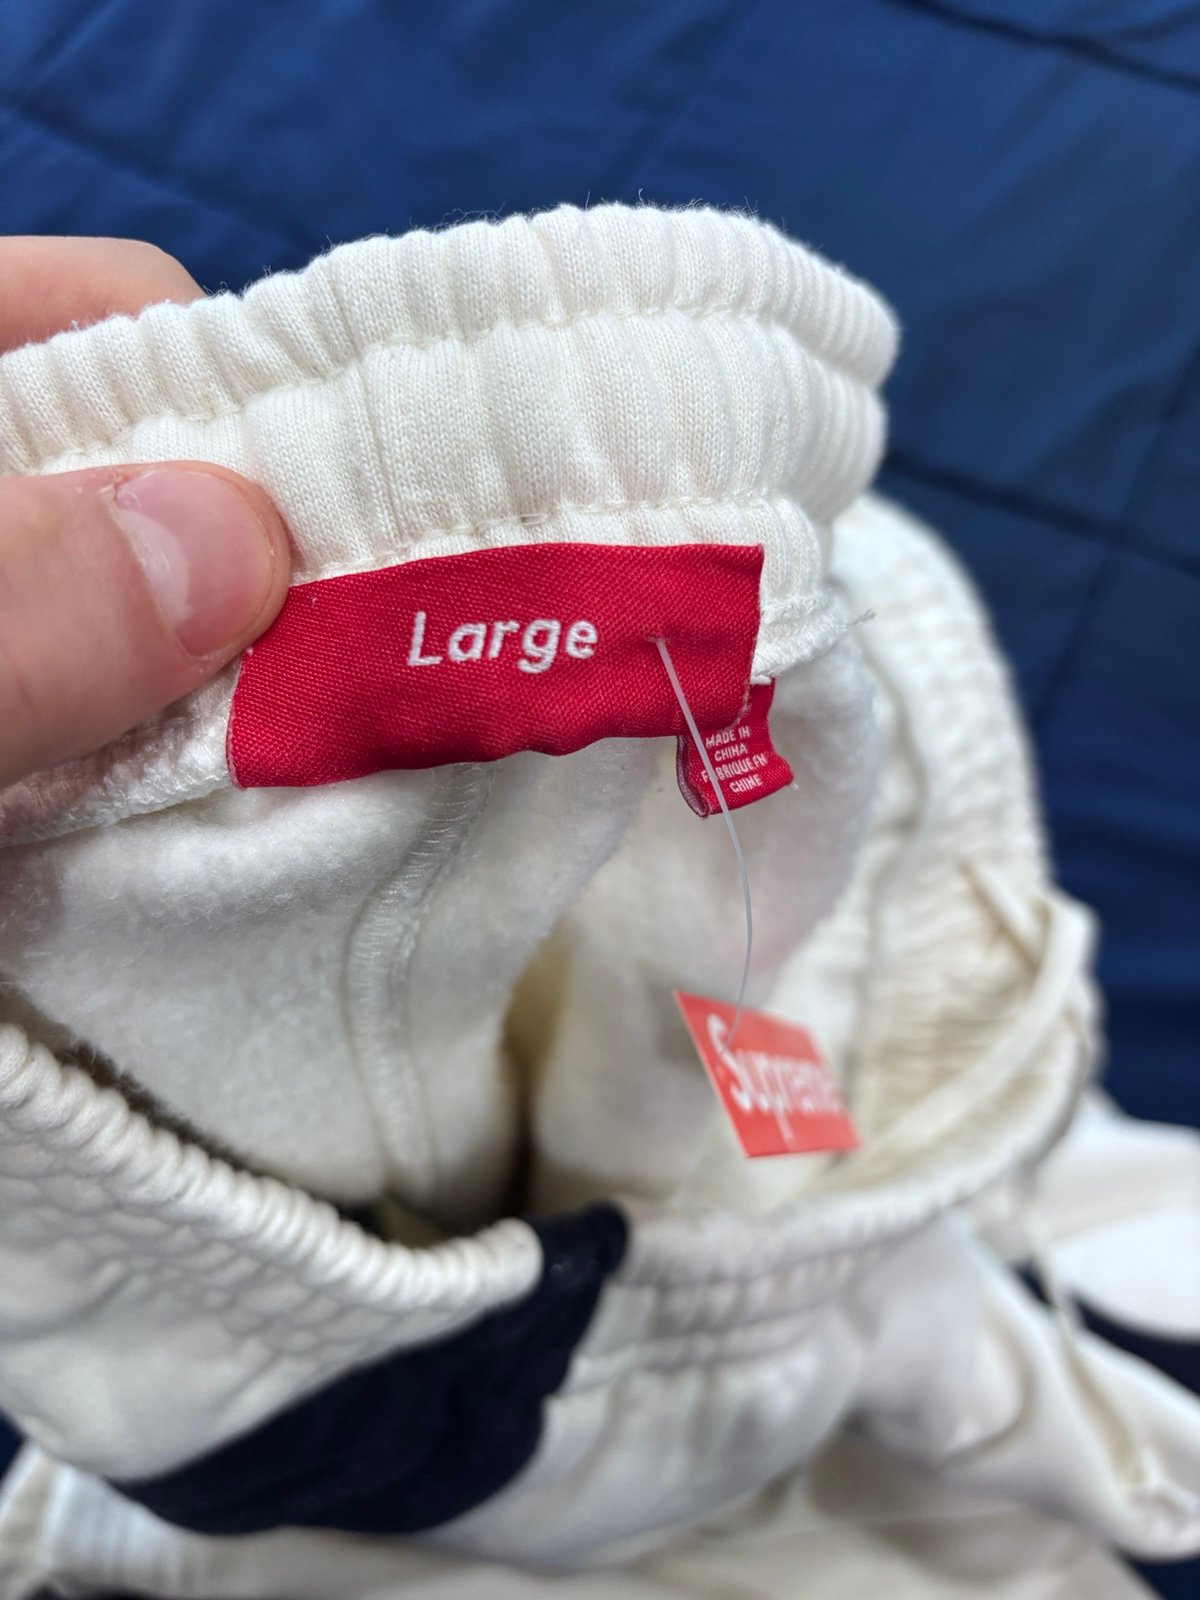 Large
MADE IN
CHINA
FABRIQUE EN
CHINE
Supreme